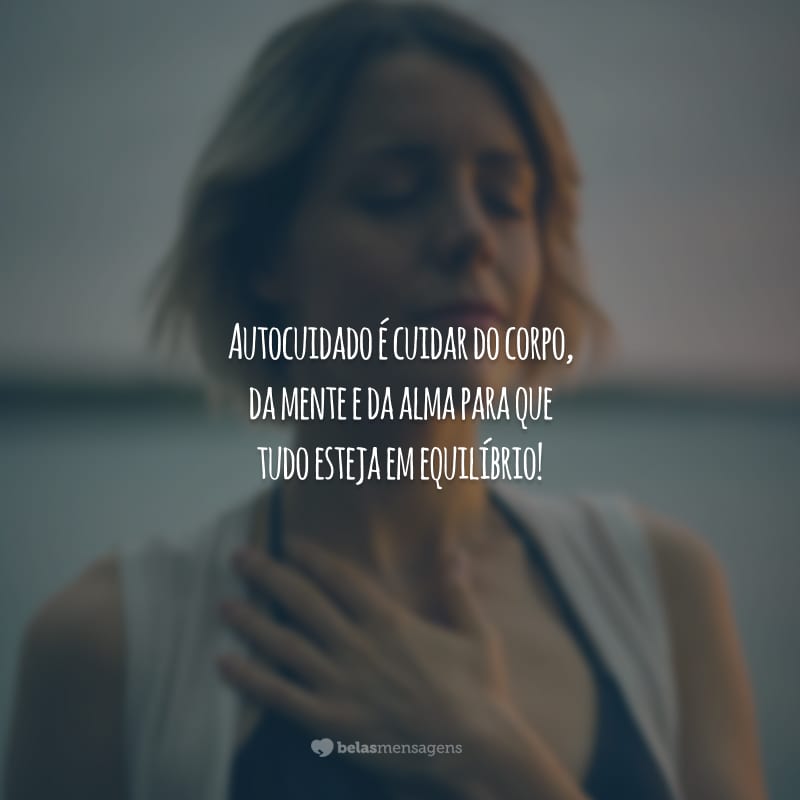 Autocuidado é cuidar do corpo,
da mente e da alma para que
tudo esteja em equilíbrio!
belasmensagens